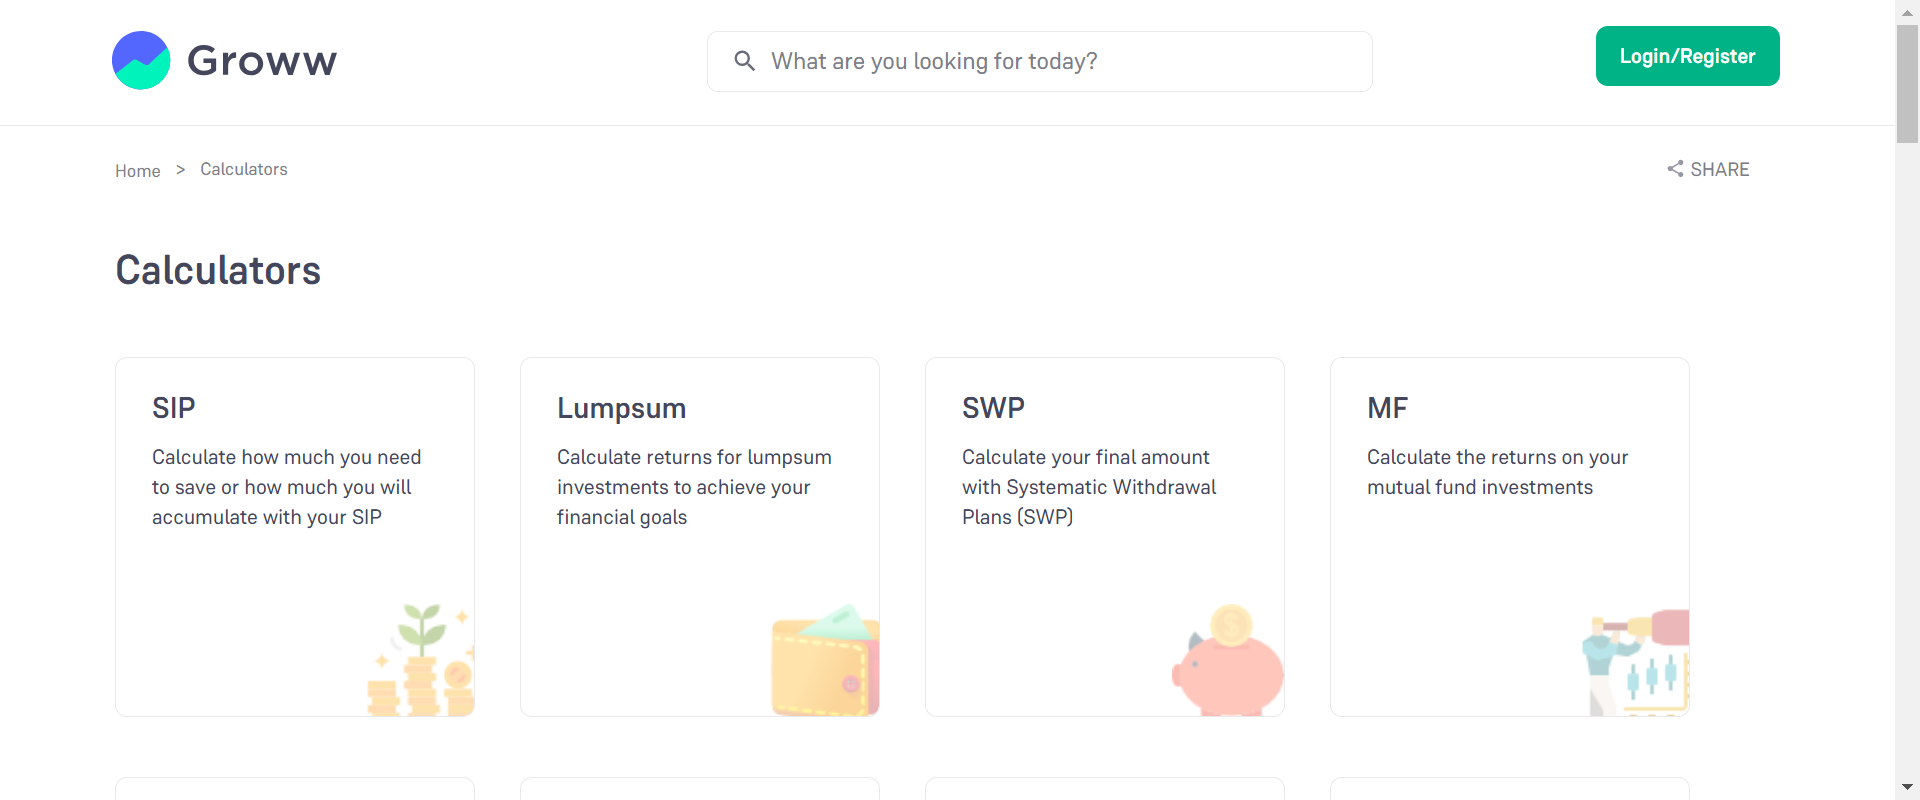 Groww
What are you looking for today?
Login/Register
Home > Calculators
SHARE
Calculators
SIP
Calculate how much you need
to save or how much you will
accumulate with your SIP
Lumpsum
Calculate returns for lumpsum
investments to achieve your
financial goals
SWP
Calculate your final amount
with Systematic Withdrawal
Plans (SWP)
MF
Calculate the returns on your
mutual fund investments